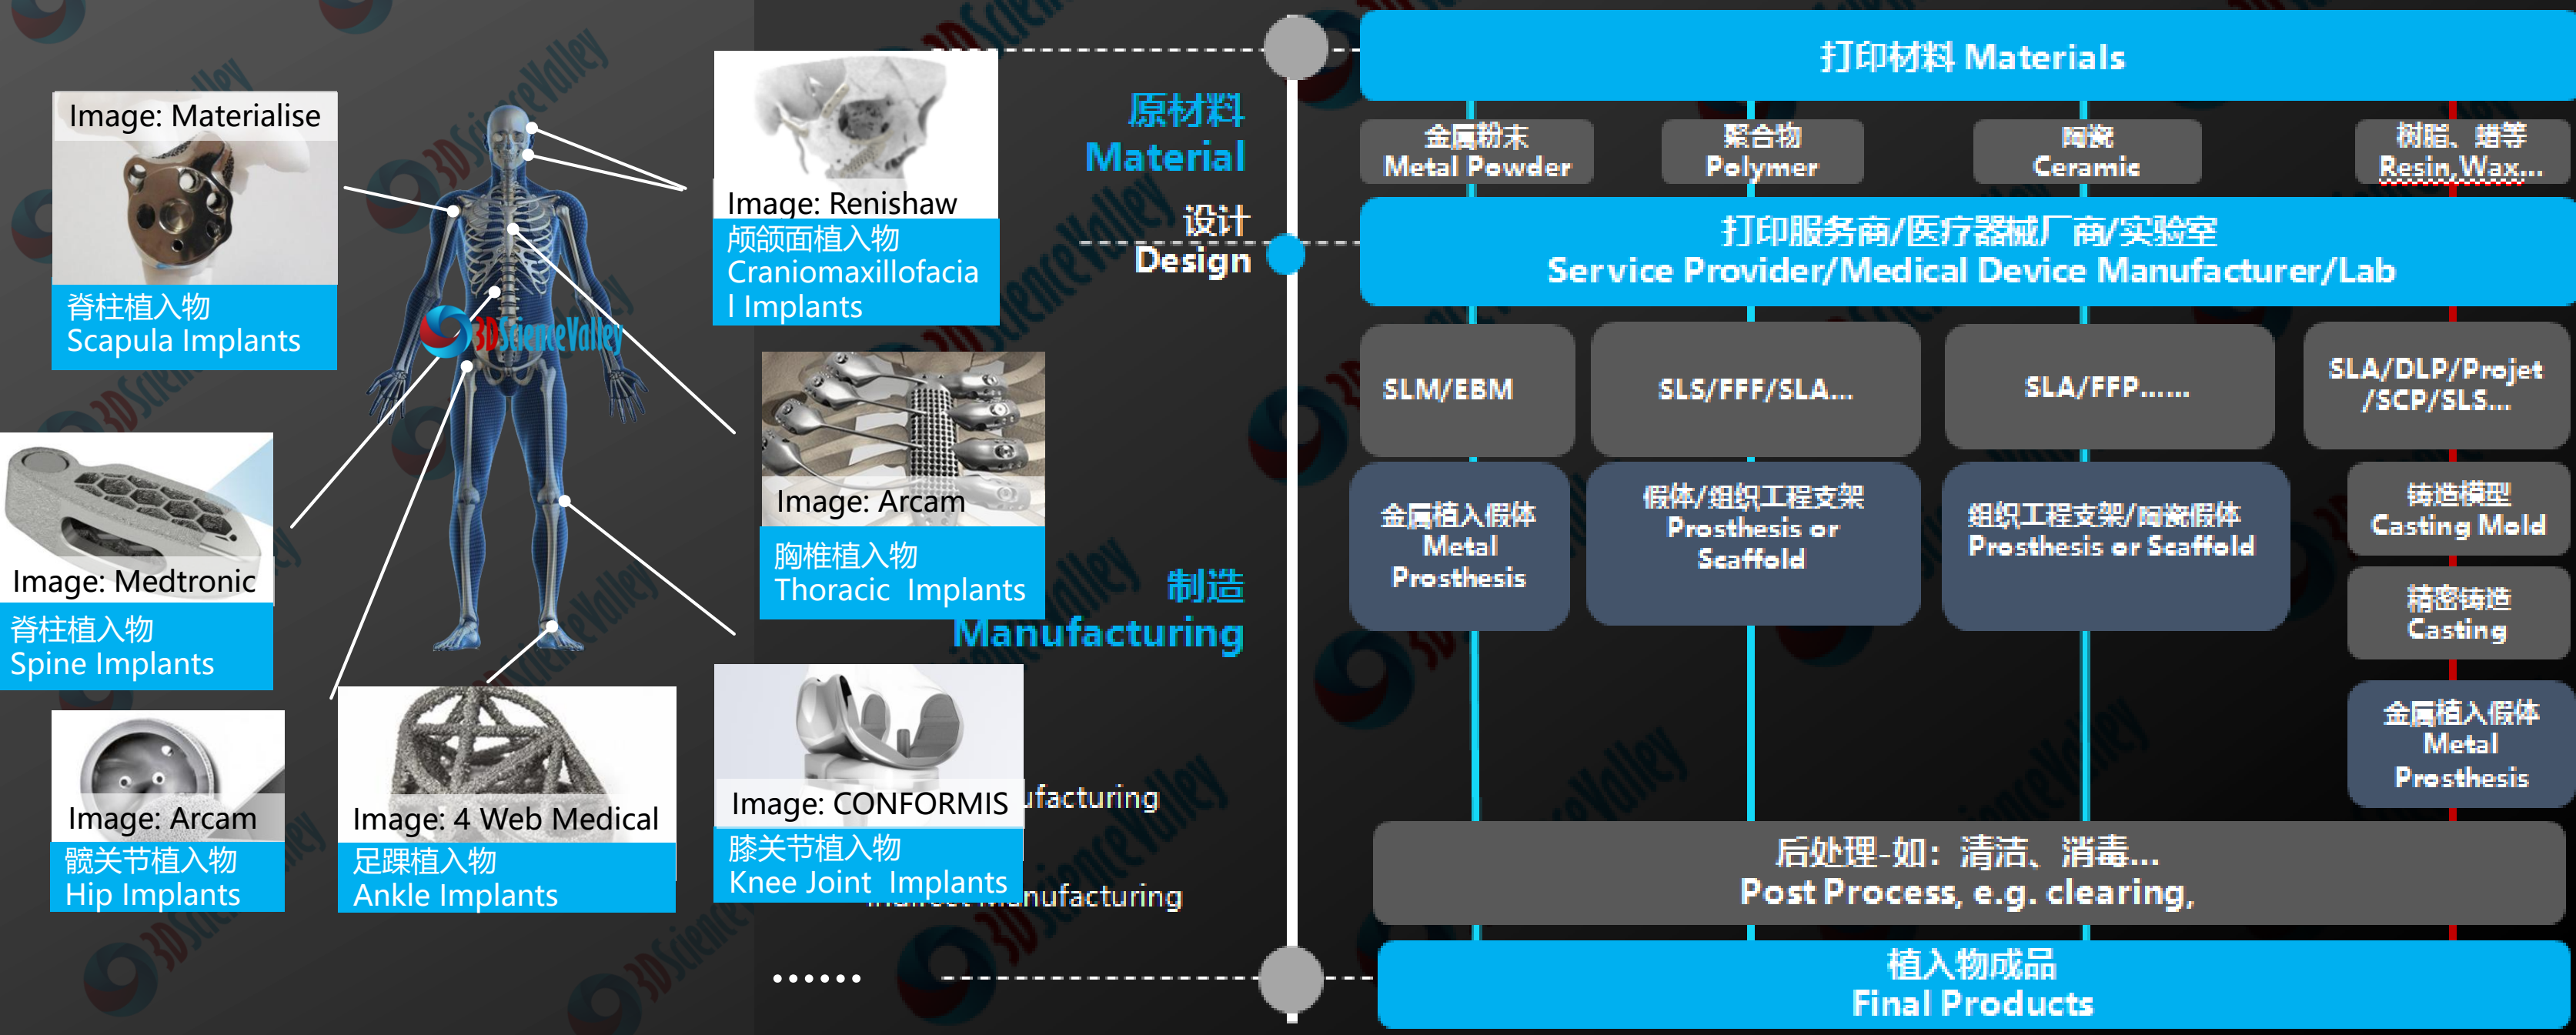 Image: Materialise
脊柱植入物
Scapula Implants
Image: Renishaw
颅颌面植入物
Craniomaxillofacia
l Implants
3DScienceValley
Image: Arcam
胸椎植入物
Thoracic Implants
Image: Medtronic
脊柱植入物
Spine Implants
Image: Arcam
髋关节植入物
Hip Implants
Image: 4 Web Medical
足踝植入物
Ankle Implants
Image: CONFORMIS
膝关节植入物
Knee Joint Implants
......
原材料
Material
设计
Design
制造
Manufacturing
ufacturing
nufacturing
打印材料 Materials
金属粉末
Metal Powder
聚合物
Polymer
陶瓷
Ceramic
树脂、蜡等
Resin,Wax...
打印服务商/医疗器械厂商/实验室
Service Provider/Medical Device Manufacturer/Lab
SLM/EBM
SLS/FFF/SLA...
SLA/FFP......
SLA/DLP/Projet
/SCP/SLS...
金属植入假体
Metal
Prosthesis
假体/组织工程支架
Prosthesis or
Scaffold
组织工程支架/陶瓷假体
Prosthesis or Scaffold
铸造模型
Casting Mold
精密铸造
Casting
金属植入假体
Metal
Prosthesis
后处理-如：清洁、消毒...
Post Process, e.g. clearing,
植入物成品
Final Products